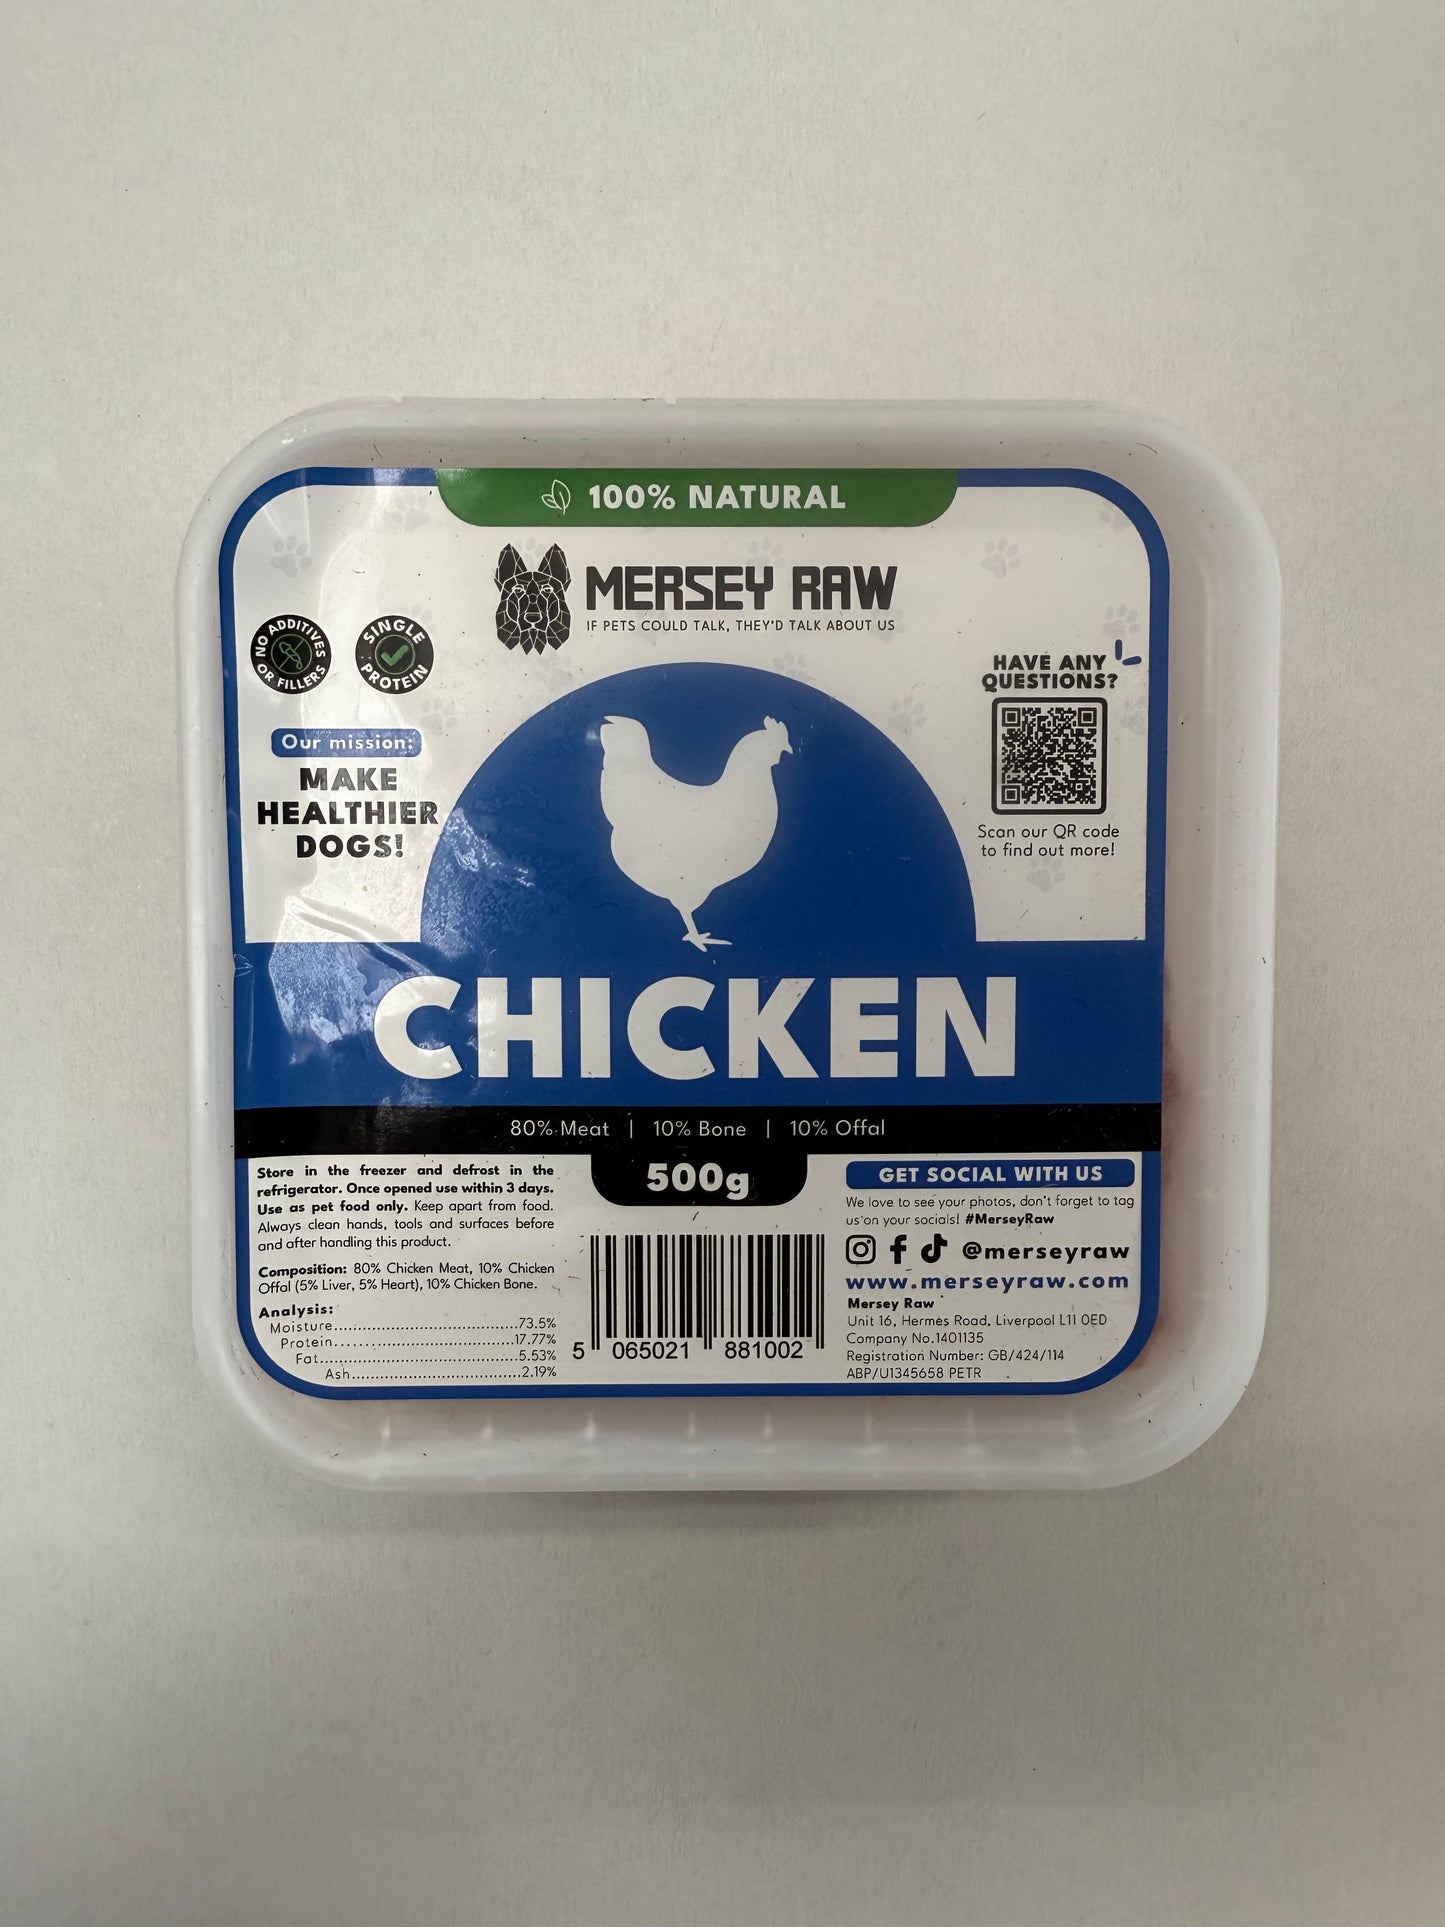 100% NATURAL
MERSEY RAW
IF PETS COULD TALK, THEY'D TALK ABOUT US
NO ADDITIVES
OR FILLERS
SINGLE
PROTEIN
Our mission:
MAKE
HEALTHIER
DOGS!
HAVE ANY
QUESTIONS?
Scan our QR code
to find out more!
CHICKEN
80% Meat | 10% Bone | 10% Offal
500g
Store in the freezer and defrost in the
refrigerator. Once opened use within 3 days.
Use as pet food only. Keep apart from food.
Always clean hands, tools and surfaces before
and after handling this product.
Composition: 80% Chicken Meat, 10% Chicken
Offal (5% Liver, 5% Heart), 10% Chicken Bone.
Analysis:
Moisture..............................73.5%
Protein..............................17.77%
Fat..............................5.53%
Ash..............................2.19%
5 065021 881002
GET SOCIAL WITH US
We love to see your photos, don't forget to tag
us on your socials! #MerseyRaw
@merseyraw
www.merseyraw.com
Mersey Raw
Unit 16, Hermes Road, Liverpool L11 0ED
Company No.1401135
Registration Number: GB/424/114
ABP/U1345658 PETR